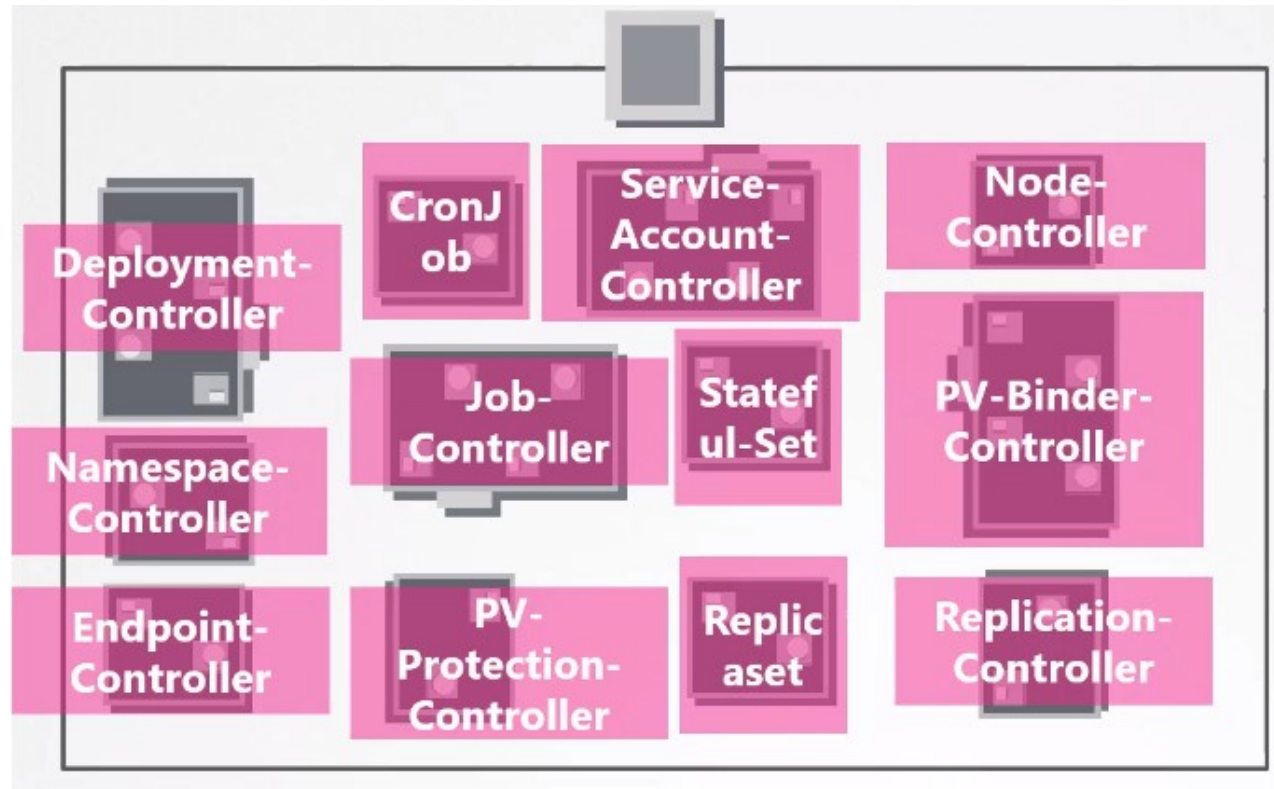 CronJ
ob
Service-
Account-
Controller
Node-
Controller
Deployment-
Controller
Job-
Controller
Statef
ul-Set
PV-Binder-
Controller
Namespace-
Controller
Endpoint-
Controller
PV-
Protection-
Controller
Replic
aset
Replication-
Controller